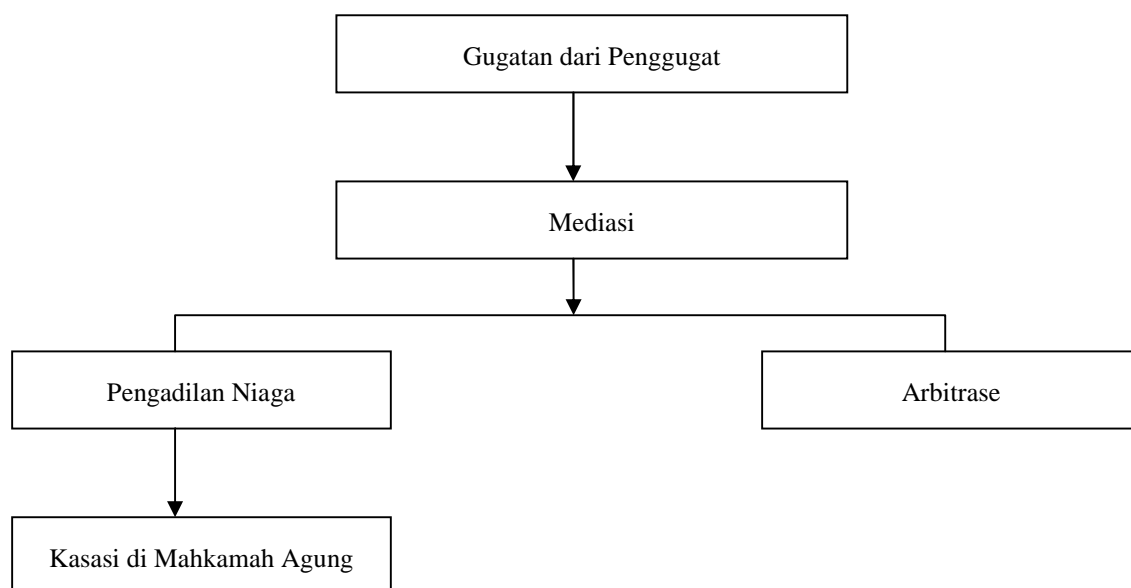 Gugatan dari Penggugat
Mediasi
Pengadilan Niaga
Arbitrase
Kasasi di Mahkamah Agung